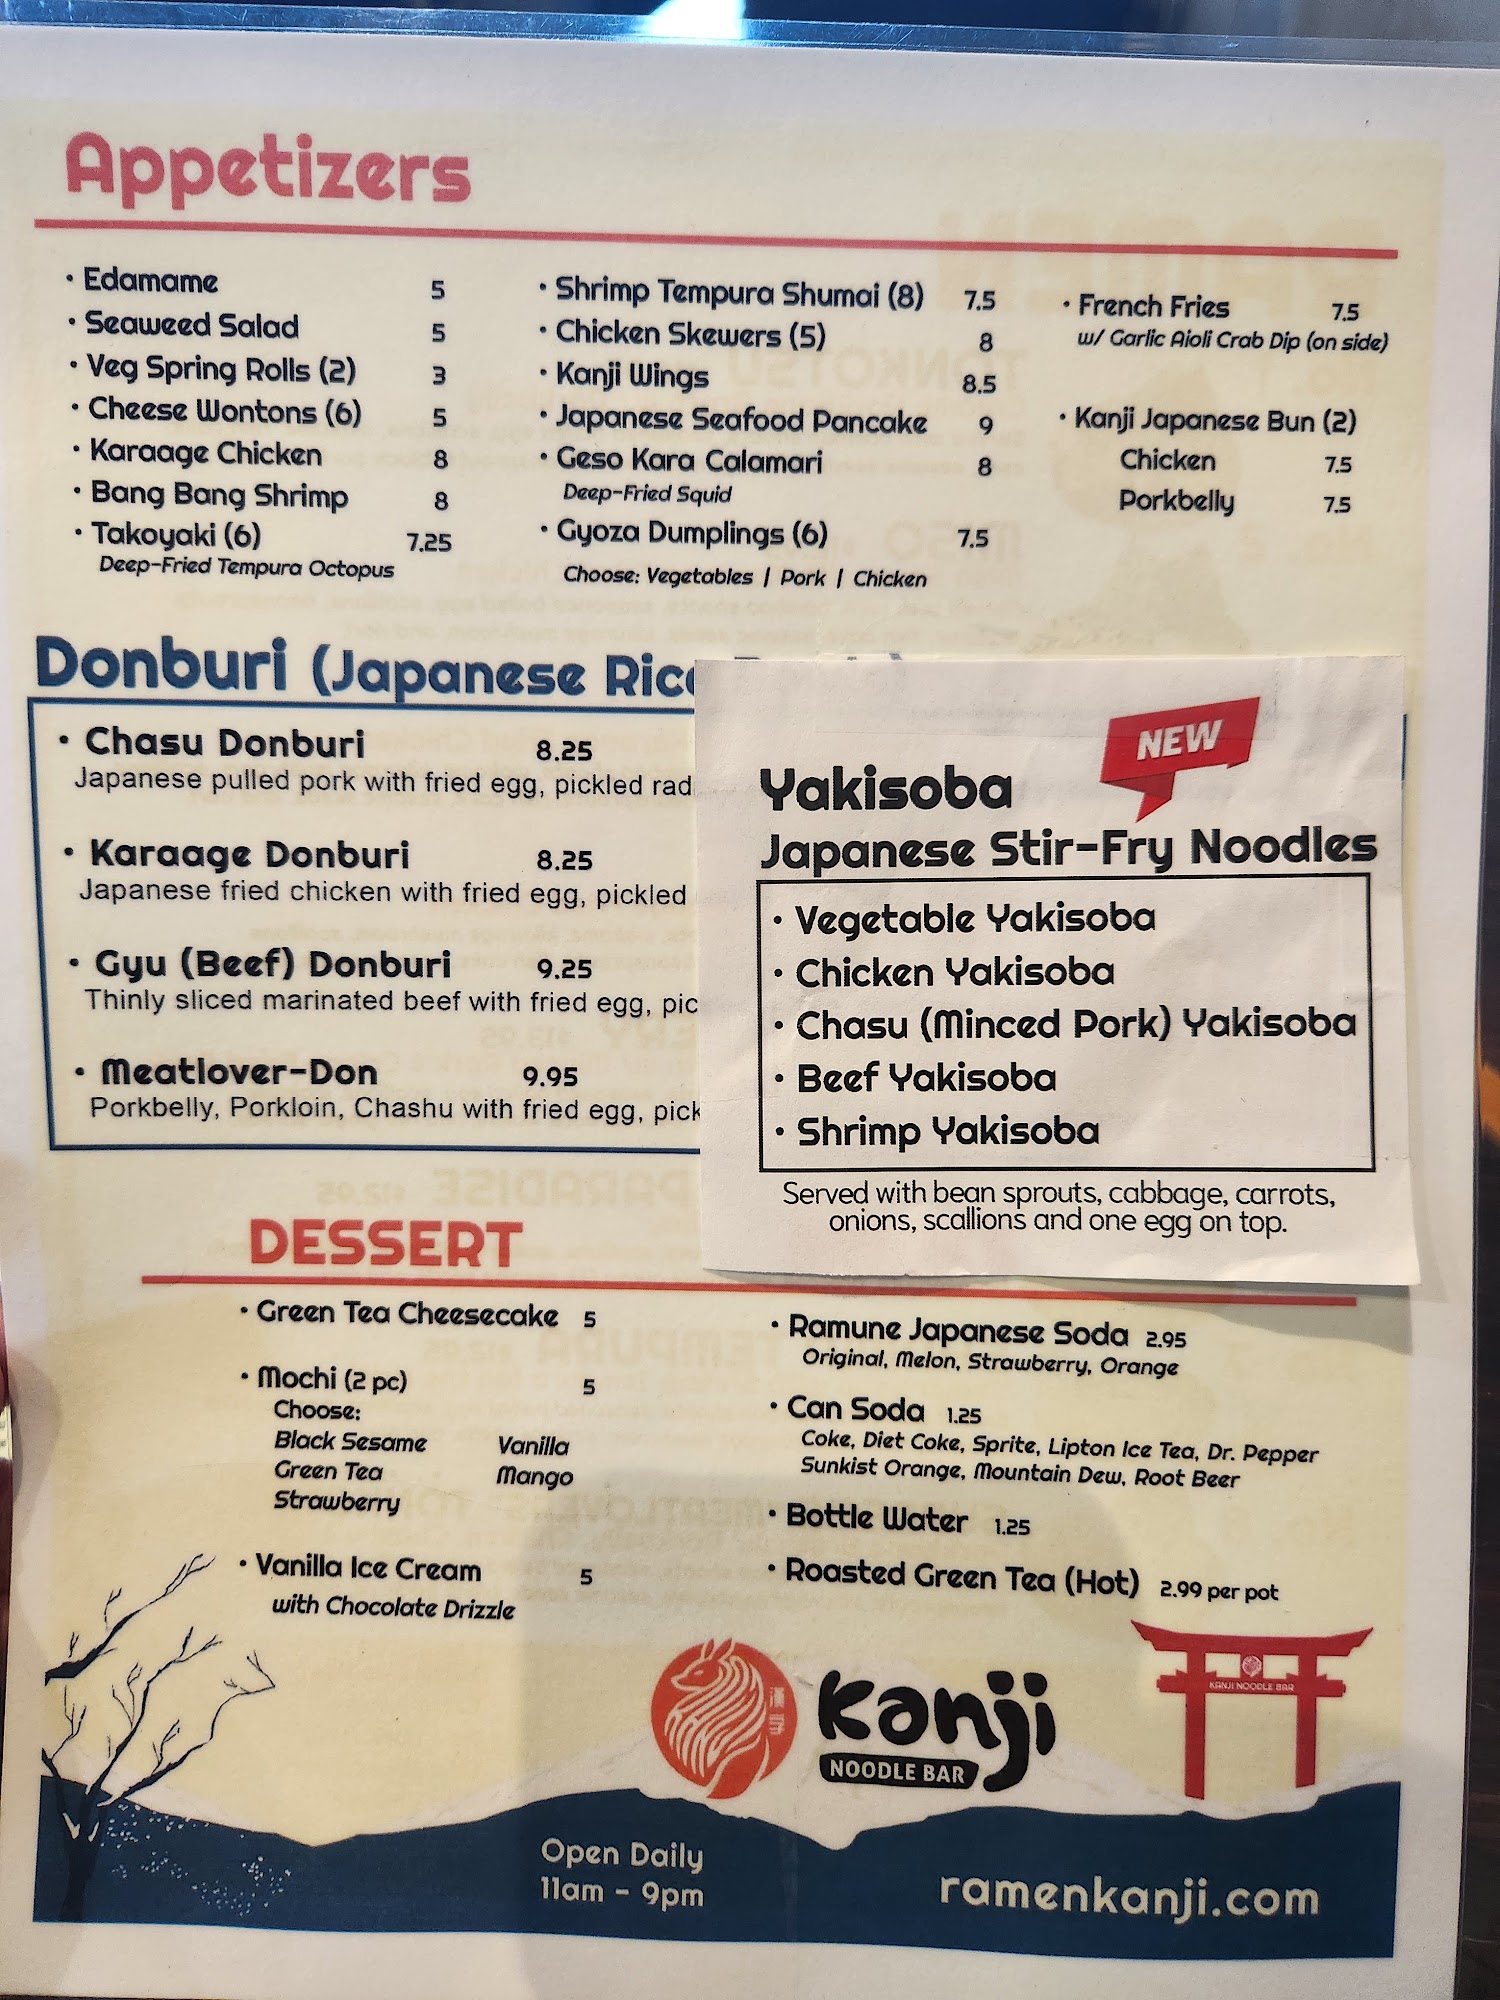 Appetizers
· Edamame 5
· Seaweed Salad 5
· Veg Spring Rolls (2) 3
· Cheese Wontons (6) 5
· Karaage Chicken 8
· Bang Bang Shrimp 8
· Takoyaki (6) 7.25
Deep-Fried Tempura Octopus
· Shrimp Tempura Shumai (8) 7.5
· Chicken Skewers (5) 8
· Kanji Wings 8.5
· Japanese Seafood Pancake 9
· Geso Kara Calamari 8
Deep-Fried Squid
· Gyoza Dumplings (6) 7.5
Choose: Vegetables | Pork | Chicken
· French Fries 7.5
w/ Garlic Aioli Crab Dip (on side)
· Kanji Japanese Bun (2)
Chicken 7.5
Porkbelly 7.5
Donburi (Japanese
· Chasu Donburi 8.25
Japanese pulled pork with fried egg, pickled
· Karaage Donburi 8.25
Japanese fried chicken with fried egg, pickled
· Gyu (Beef) Donburi 9.25
Thinly sliced marinated beef with fried egg,
· Meatlover-Don 9.95
Porkbelly, Porkloin, Chashu with fried egg,
NEW
Yakisoba
Japanese Stir-Fry Noodles
· Vegetable Yakisoba
· Chicken Yakisoba
· Chasu (Minced Pork) Yakisoba
· Beef Yakisoba
· Shrimp Yakisoba
Served with bean sprouts, cabbage, carrots,
onions, scallions and one egg on top.
DESSERT
· Green Tea Cheesecake 5
· Mochi (2 pc) 5
Choose:
Black Sesame Vanilla
Green Tea Mango
Strawberry
· Vanilla Ice Cream 5
with Chocolate Drizzle
· Ramune Japanese Soda 2.95
Original, Melon, Strawberry, Orange
· Can Soda 1.25
Coke, Diet Coke, Sprite, Lipton Ice Tea, Dr. Pepper
Sunkist Orange, Mountain Dew, Root Beer
· Bottle Water 1.25
· Roasted Green Tea (Hot) 2.99 per pot
漢字
Kanji
NOODLE BAR
KANJI NOODLE BAR
Open Daily
11am - 9pm
ramenkanji.com